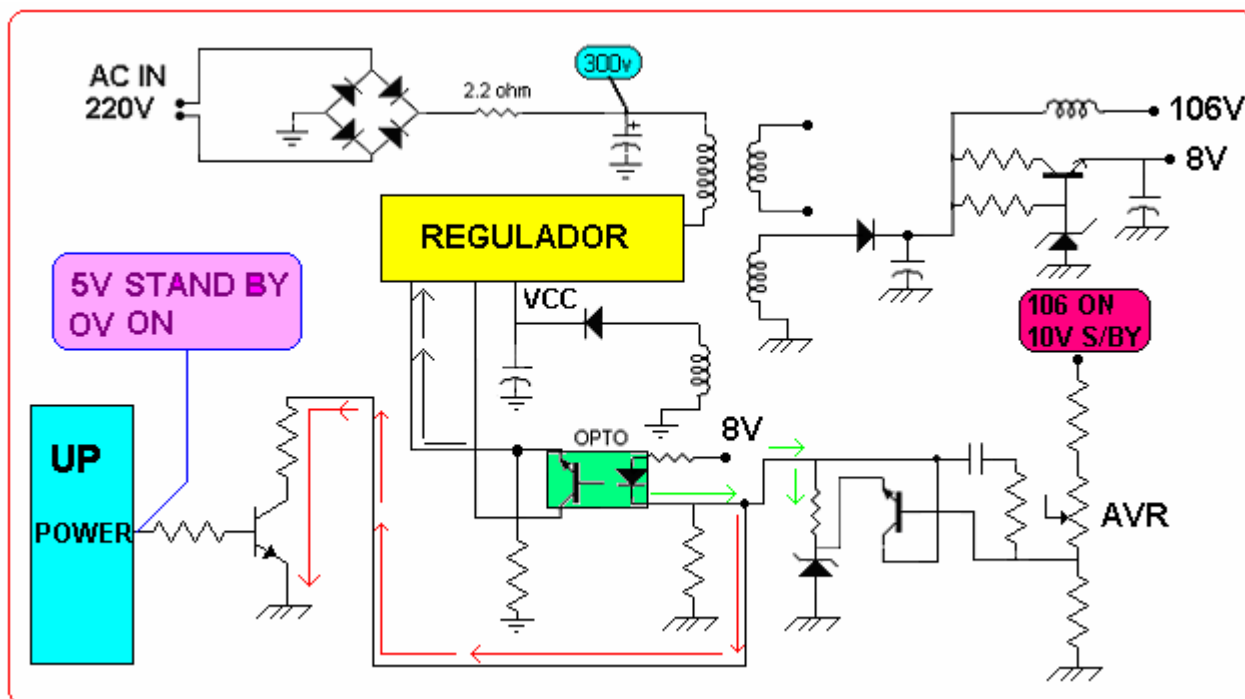 AC IN
220V
2.2 ohm
300v
106V
8V
REGULADOR
5V STAND BY
0V ON
VCC
106 ON
10V S/BY
UP
POWER
OPTO
8V
AVR